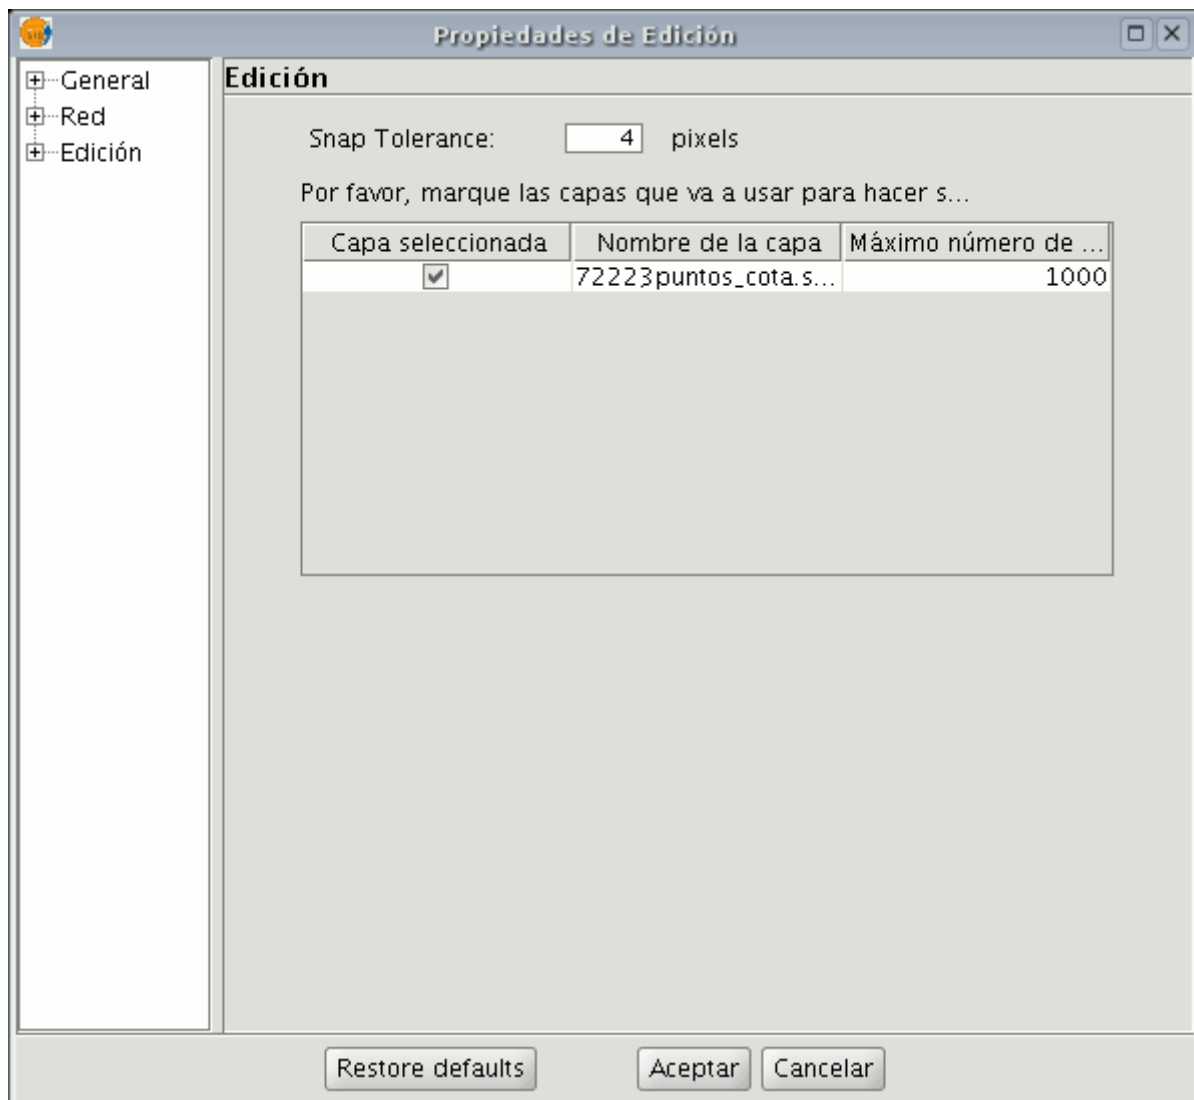 Propiedades de Edición
General
Red
Edición
Edición
Snap Tolerance: 4 pixels
Por favor, marque las capas que va a usar para hacer s...
Capa seleccionada Nombre de la capa Máximo número de ...
72223puntos_cota.s... 1000
Restore defaults Aceptar Cancelar